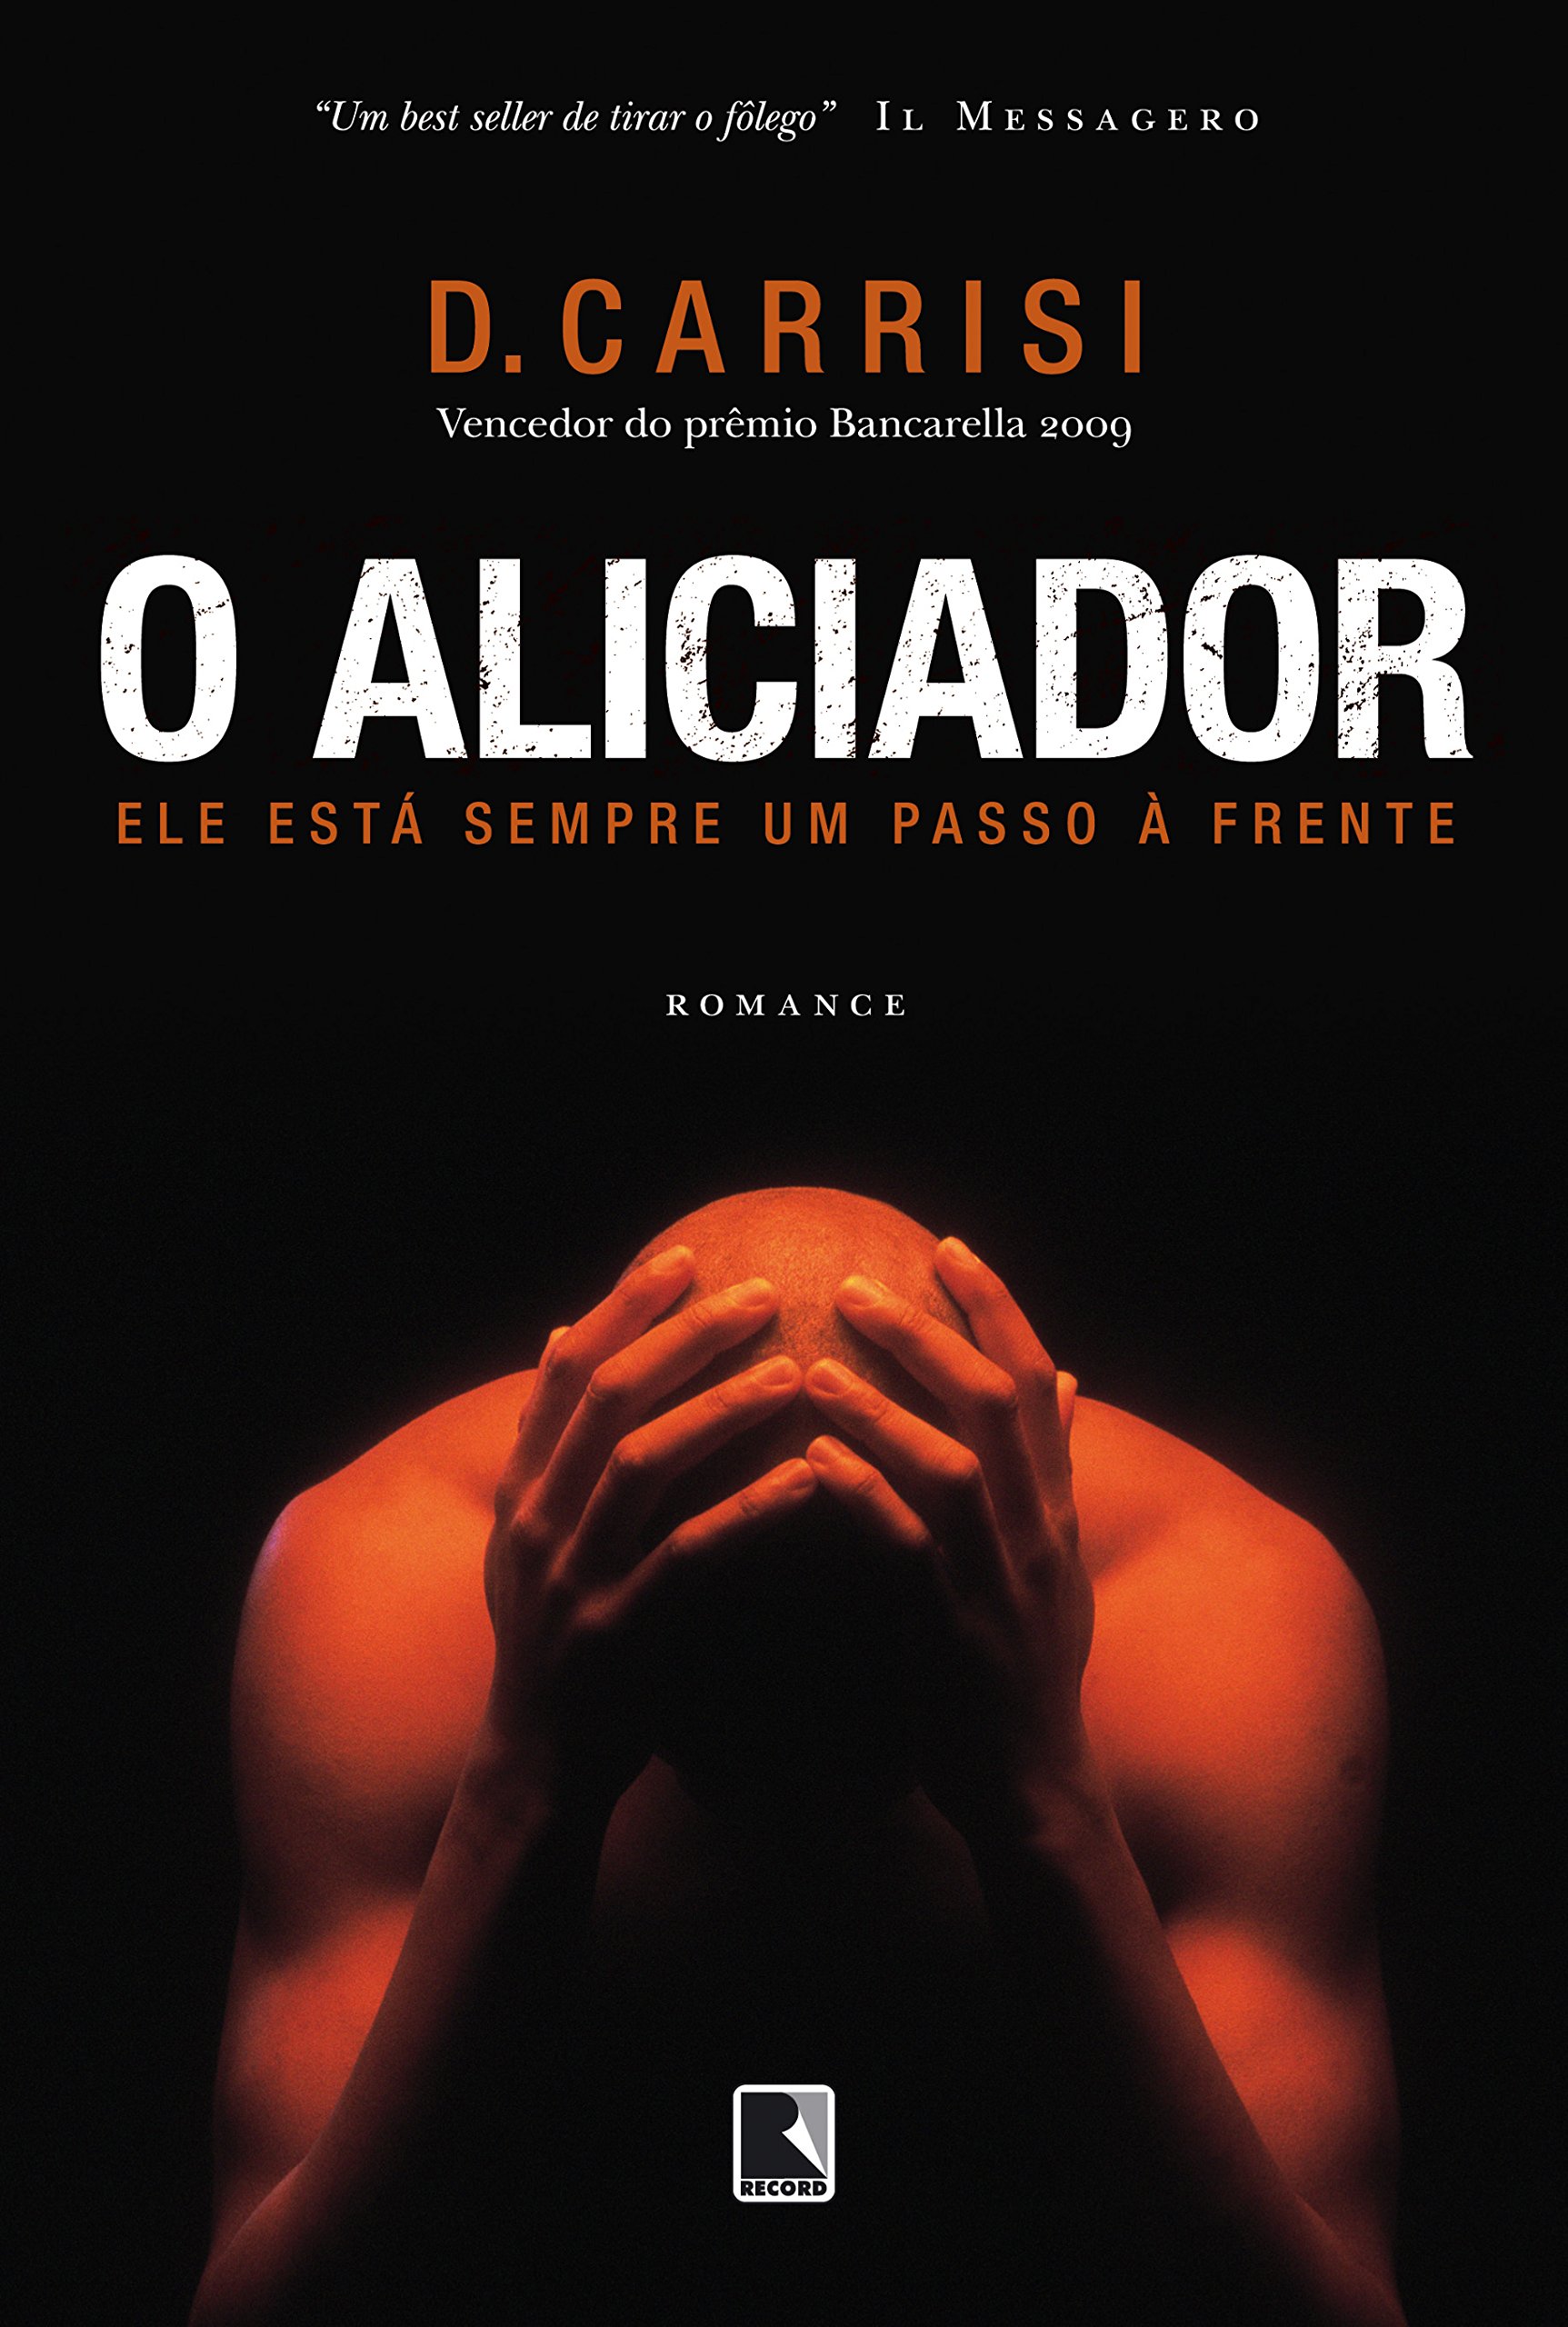 “Um best seller de tirar o fôlego” IL MESSAGERO
D. CARRISI
Vencedor do prêmio Bancarella 2009
O ALICIADOR
ELE ESTÁ SEMPRE UM PASSO À FRENTE
ROMANCE
RECORD